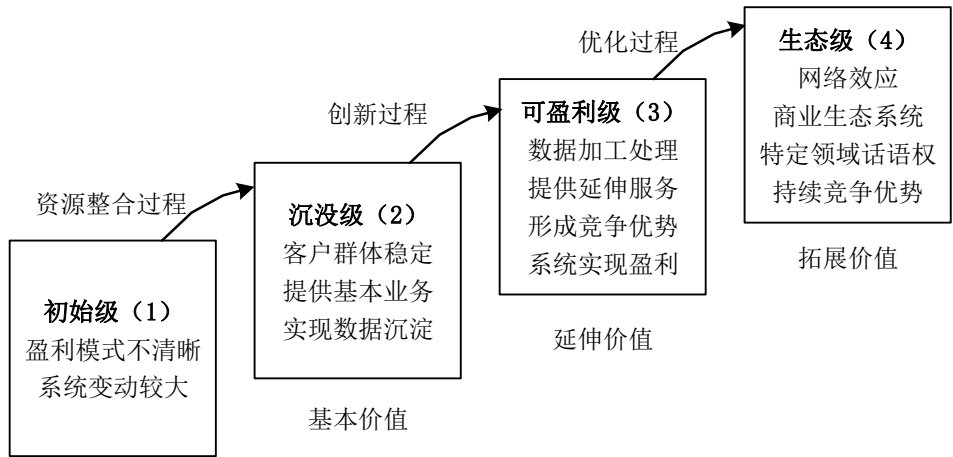 资源整合过程
初始级（1）
盈利模式不清晰
系统变动较大
创新过程
沉没级（2）
客户群体稳定
提供基本业务
实现数据沉淀
基本价值
优化过程
可盈利级（3）
数据加工处理
提供延伸服务
形成竞争优势
系统实现盈利
延伸价值
生态级（4）
网络效应
商业生态系统
特定领域话语权
持续竞争优势
拓展价值